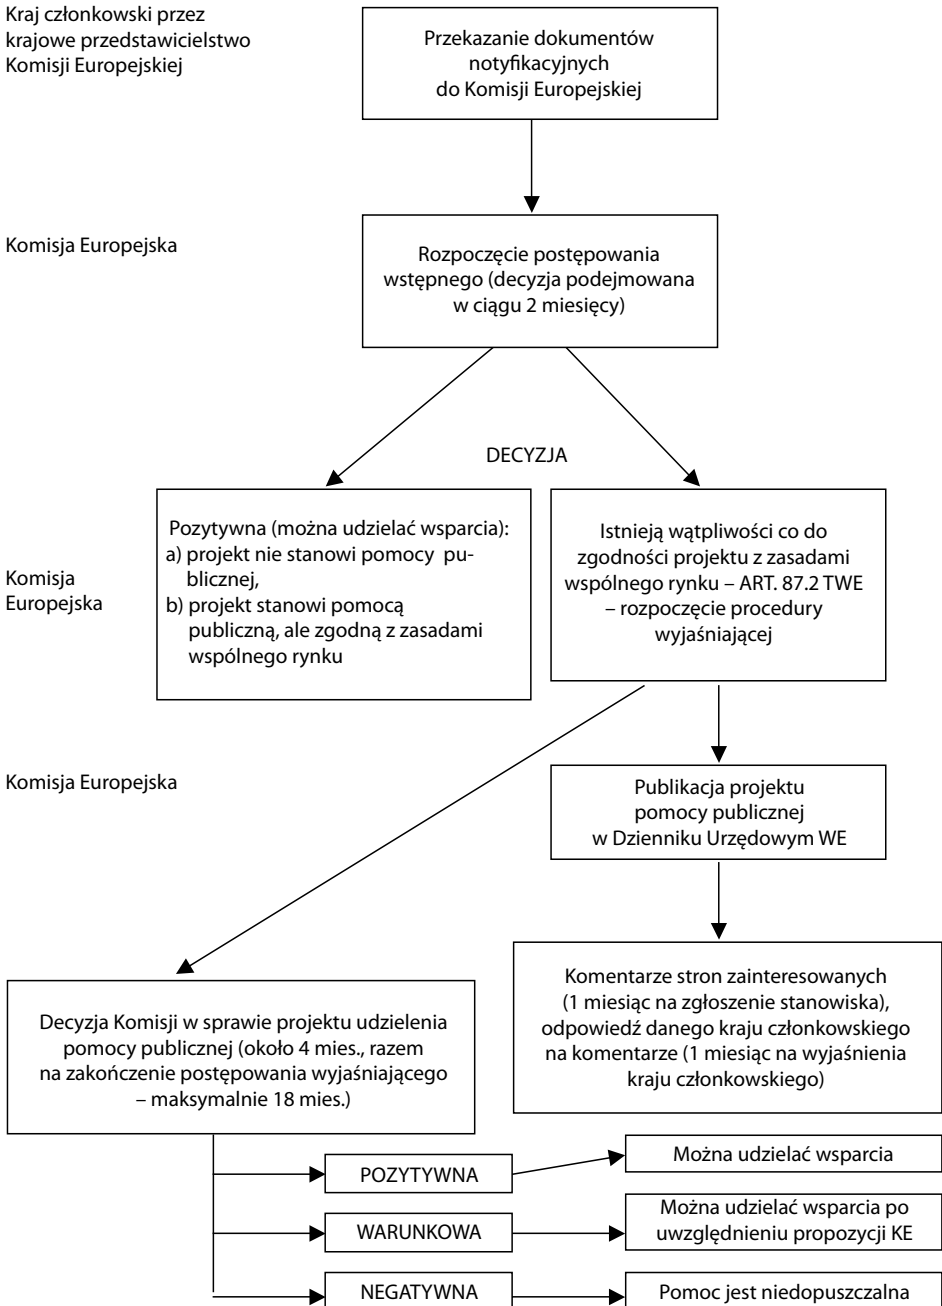 Kraj członkowski przez
krajowe przedstawicielstwo
Komisji Europejskiej
Przekazanie dokumentów
notyfikacyjnych
do Komisji Europejskiej
Komisja Europejska
Rozpoczęcie postępowania
wstępnego (decyzja podejmowana
w ciągu 2 miesięcy)
DECYZJA
Komisja
Europejska
Pozytywna (można udzielać wsparcia):
a) projekt nie stanowi pomocy pu-
blicznej,
b) projekt stanowi pomocą
publiczną, ale zgodną z zasadami
wspólnego rynku
Istnieją wątpliwości co do
zgodności projektu z zasadami
wspólnego rynku – ART. 87.2 TWE
– rozpoczęcie procedury
wyjaśniającej
Komisja Europejska
Publikacja projektu
pomocy publicznej
w Dzienniku Urzędowym WE
Komentarze stron zainteresowanych
(1 miesiąc na zgłoszenie stanowiska),
odpowiedź danego kraju członkowskiego
na komentarze (1 miesiąc na wyjaśnienia
kraju członkowskiego)
Decyzja Komisji w sprawie projektu udzielenia
pomocy publicznej (około 4 mies., razem
na zakończenie postępowania wyjaśniającego
– maksymalnie 18 mies.)
POZYTYWNA
Można udzielać wsparcia
WARUNKOWA
Można udzielać wsparcia po
uwzględnieniu propozycji KE
NEGATYWNA
Pomoc jest niedopuszczalna